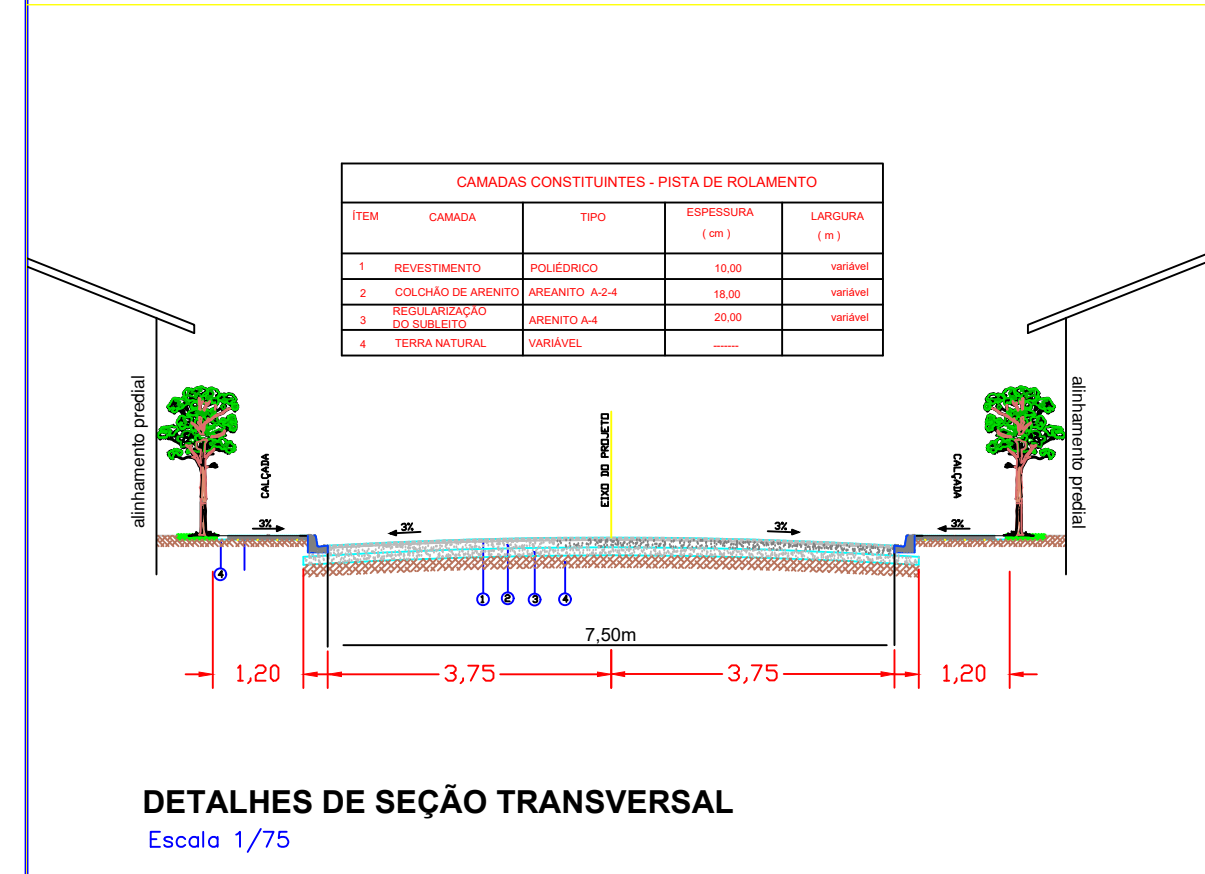 CAMADAS CONSTITUINTES - PISTA DE ROLAMENTO
ÍTEM CAMADA TIPO ESPESSURA ( cm ) LARGURA ( m )
1 REVESTIMENTO POLIÉDRICO 10,00 variável
2 COLCHÃO DE ARENITO AREANITO A-2-4 18,00 variável
3 REGULARIZAÇÃO DO SUBLEITO ARENITO A-4 20,00 variável
4 TERRA NATURAL VARIÁVEL -------
alinhamento predial
CALÇADA
EIXO DO PROJETO
CALÇADA
alinhamento predial
3% 3% 3% 3%
4
1 2 3 4
7,50m
1,20 3,75 3,75 1,20
DETALHES DE SEÇÃO TRANSVERSAL
Escala 1/75